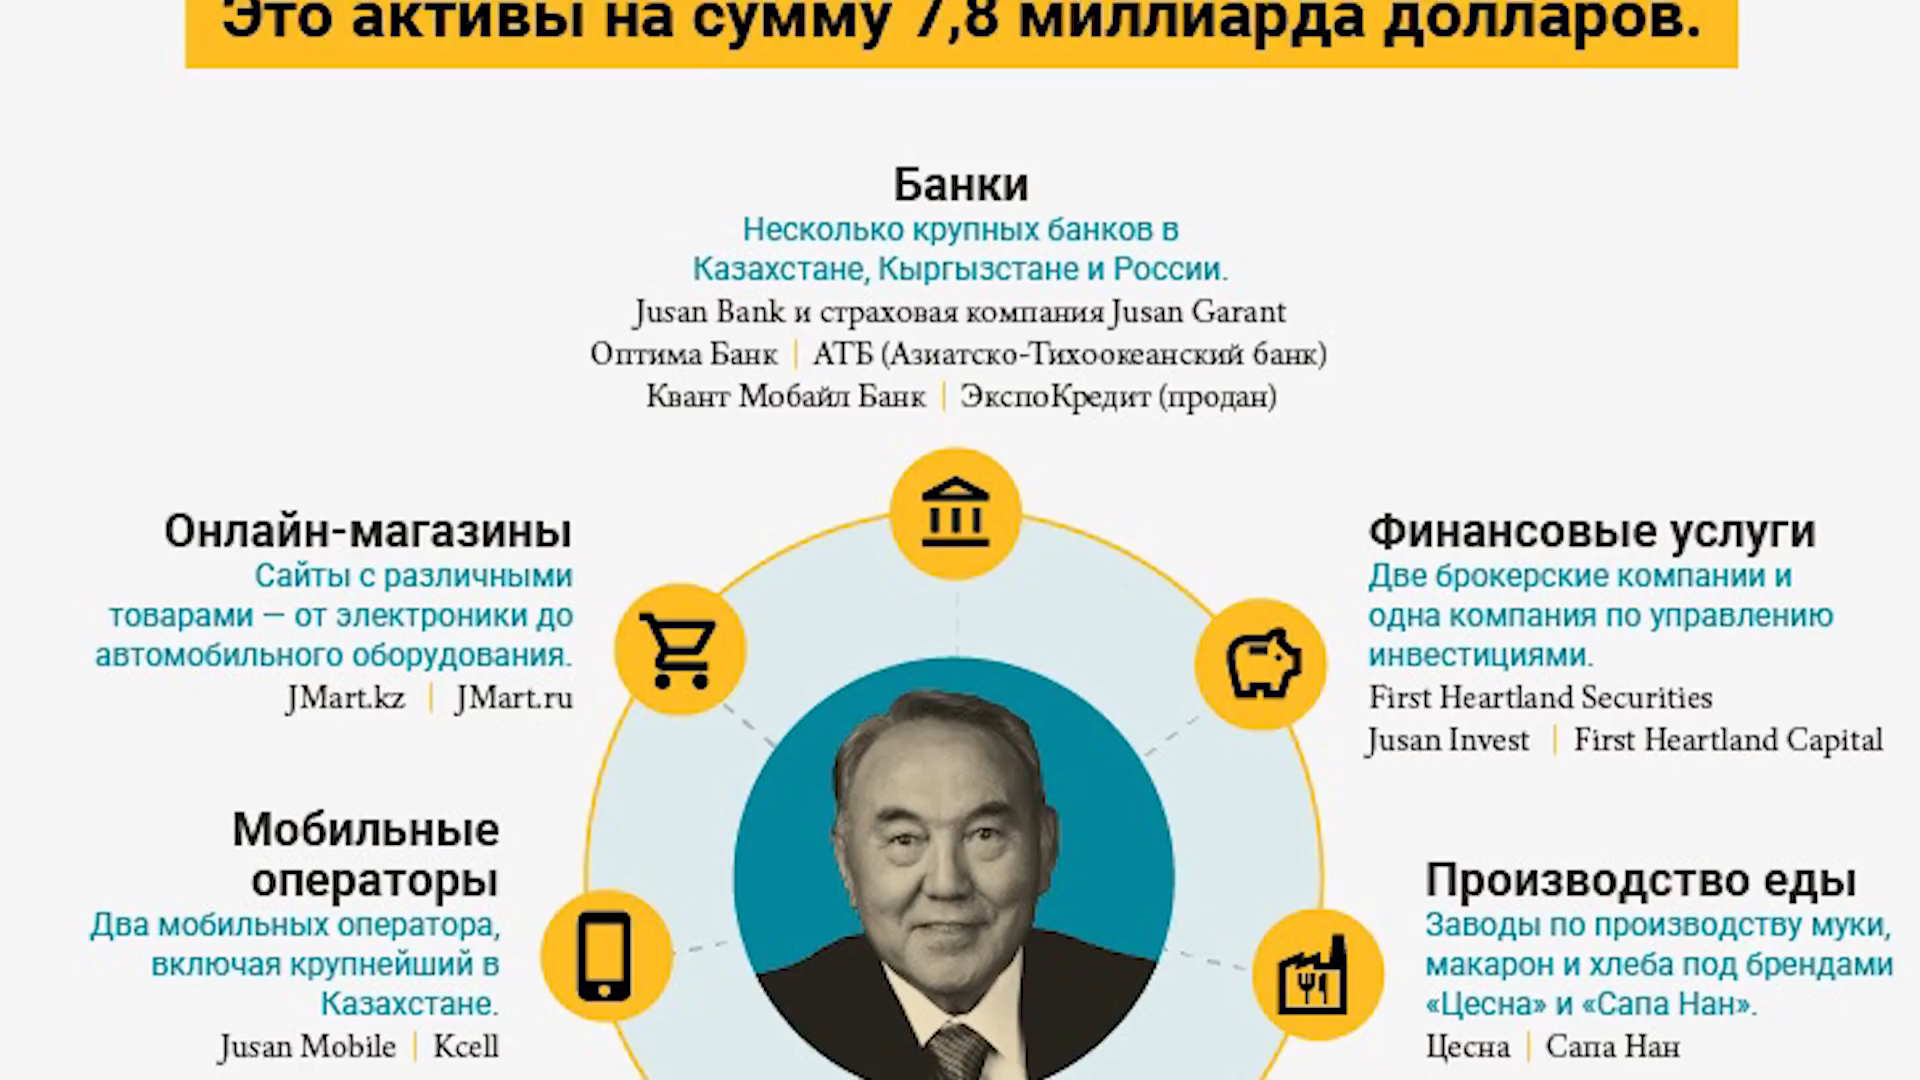 Это активы на сумму 7,8 миллиарда долларов.
Банки
Несколько крупных банков в
Казахстане, Кыргызстане и России.
Jusan Bank и страховая компания Jusan Garant
Оптима Банк | АТБ (Азиатско-Тихоокеанский банк)
Квант Мобайл Банк | ЭкспоКредит (продан)
Онлайн-магазины
Сайты с различными
товарами — от электроники до
автомобильного оборудования.
JMart.kz | JMart.ru
Финансовые услуги
Две брокерские компании и
одна компания по управлению
инвестициями.
First Heartland Securities
Jusan Invest | First Heartland Capital
Мобильные
операторы
Два мобильных оператора,
включая крупнейший в
Казахстане.
Jusan Mobile | Kcell
Производство еды
Заводы по производству муки,
макарон и хлеба под брендами
«Цесна» и «Сапа Нан».
Цесна | Сапа Нан